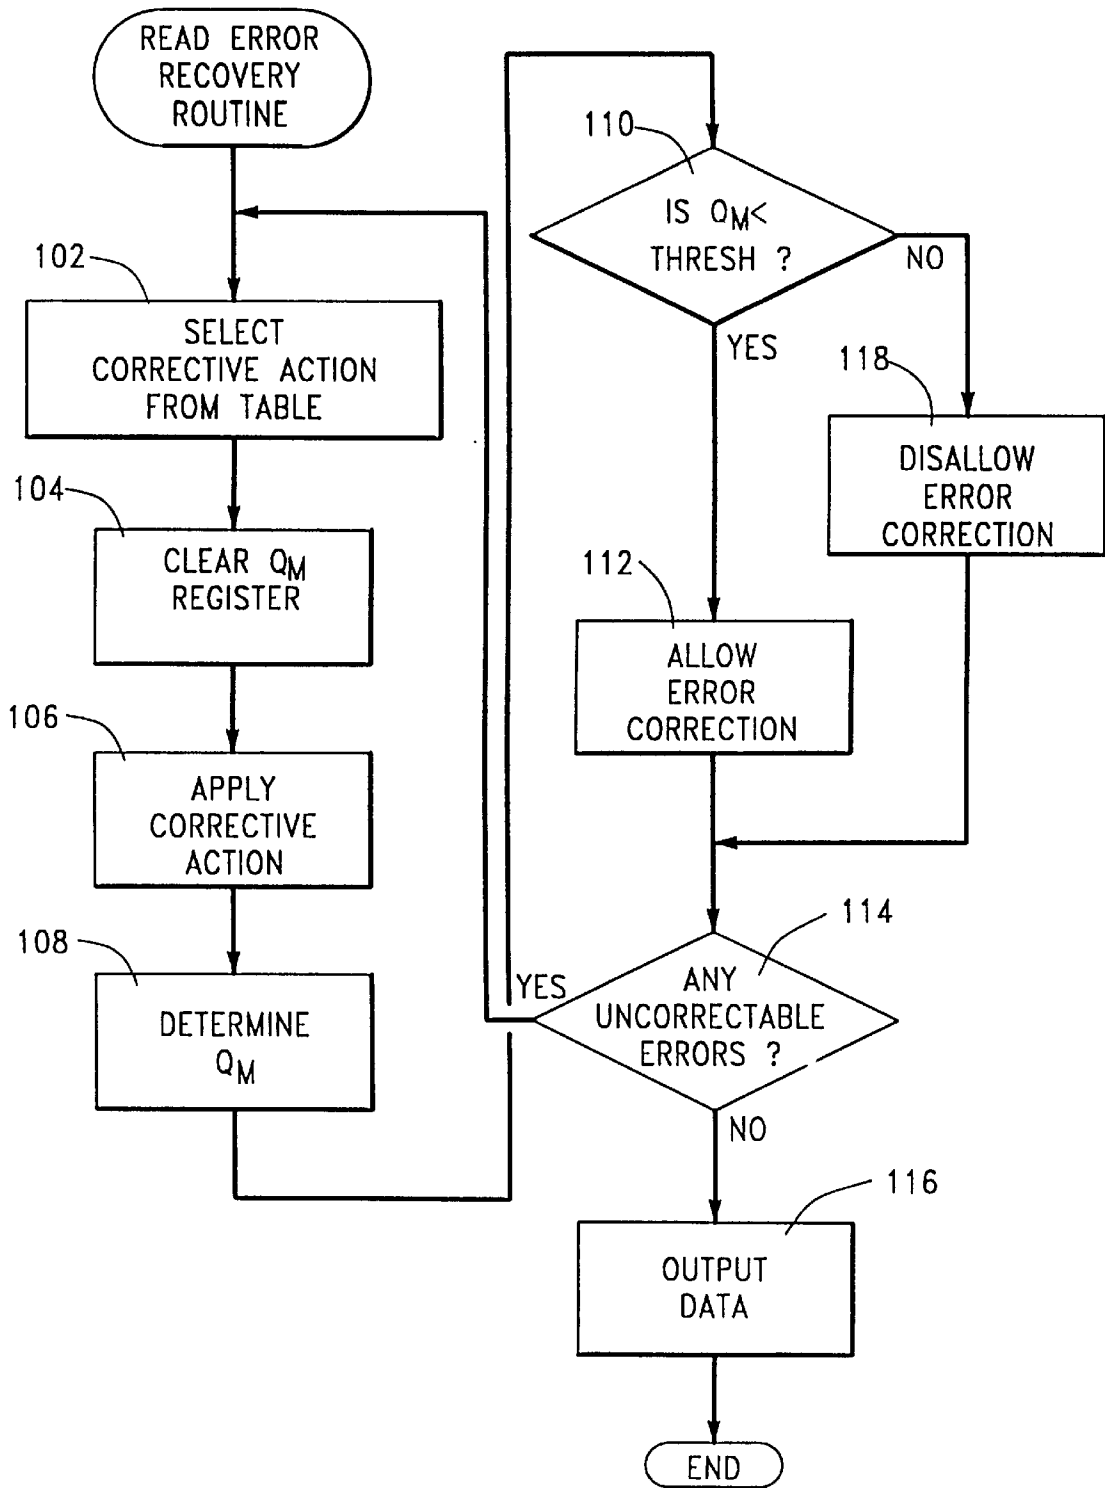 READ ERROR
RECOVERY
ROUTINE
102
SELECT
CORRECTIVE ACTION
FROM TABLE
104
CLEAR QM
REGISTER
106
APPLY
CORRECTIVE
ACTION
108
DETERMINE
QM
110
IS QM<
THRESH ?
NO
YES
118
DISALLOW
ERROR
CORRECTION
112
ALLOW
ERROR
CORRECTION
114
YES
ANY
UNCORRECTABLE
ERRORS ?
NO
116
OUTPUT
DATA
END